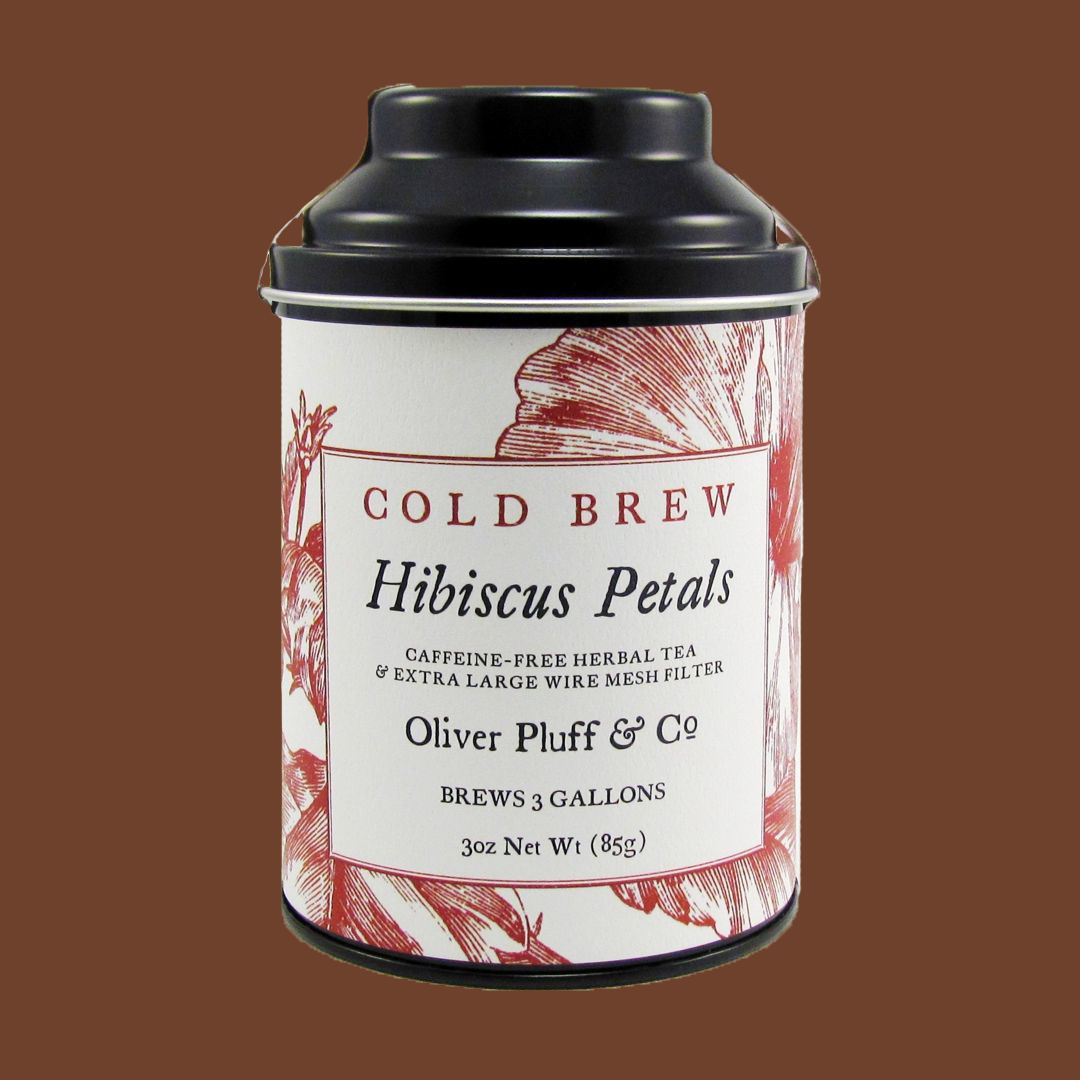 COLD BREW
Hibiscus Petals
CAFFEINE-FREE HERBAL TEA
& EXTRA LARGE WIRE MESH FILTER
Oliver Pluff & Cº
BREWS 3 GALLONS
3oz Net Wt (85g)